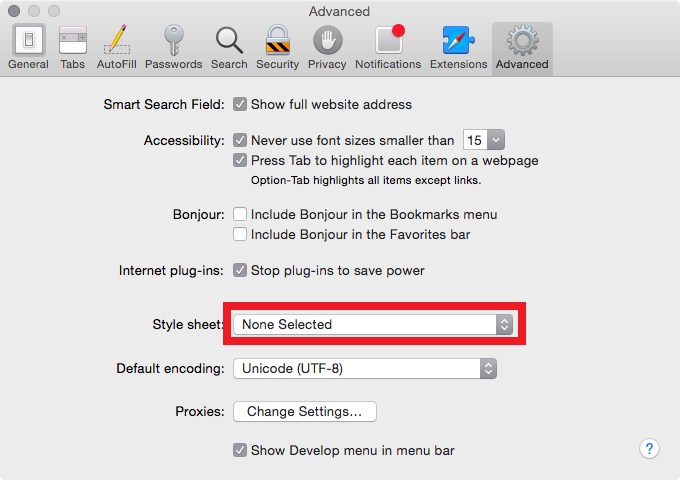 Advanced
General Tabs AutoFill Passwords Search Security Privacy Notifications Extensions Advanced
Smart Search Field: Show full website address
Accessibility: Never use font sizes smaller than 15
Press Tab to highlight each item on a webpage
Option-Tab highlights all items except links.
Bonjour: Include Bonjour in the Bookmarks menu
Include Bonjour in the Favorites bar
Internet plug-ins: Stop plug-ins to save power
Style sheet: None Selected
Default encoding: Unicode (UTF-8)
Proxies: Change Settings...
Show Develop menu in menu bar
?